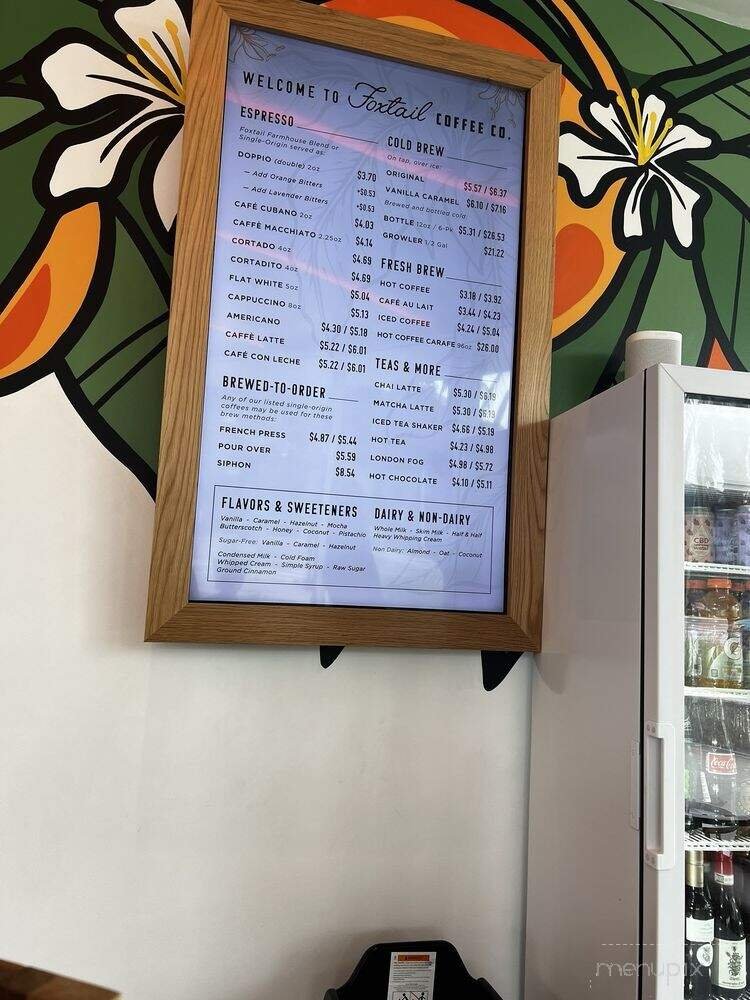 WELCOME TO Foxtail COFFEE CO.
ESPRESSO
Foxtail Farmhouse Blend or
Single-Origin served as:
DOPPIO (double) 2oz $3.70
— Add Orange Bitters +$0.53
— Add Lavender Bitters +$0.53
CAFÉ CUBANO 2oz $4.03
CAFFÈ MACCHIATO 2.25oz $4.14
CORTADO 4oz $4.69
CORTADITO 4oz $4.69
FLAT WHITE 5oz $5.04
CAPPUCCINO 8oz $5.13
AMERICANO $4.30 / $5.18
CAFFÈ LATTE $5.22 / $6.01
CAFÉ CON LECHE $5.22 / $6.01
BREWED-TO-ORDER
Any of our listed single-origin
coffees may be used for these
brew methods:
FRENCH PRESS $4.87 / $5.44
POUR OVER $5.59
SIPHON $8.54
COLD BREW
On tap, over ice:
ORIGINAL $5.57 / $6.37
VANILLA CARAMEL $6.10 / $7.16
Brewed and bottled cold:
BOTTLE 12oz / 6-Pk $5.31 / $26.53
GROWLER 1/2 Gal $21.22
FRESH BREW
HOT COFFEE $3.18 / $3.92
CAFÉ AU LAIT $3.44 / $4.23
ICED COFFEE $4.24 / $5.04
HOT COFFEE CARAFE 96oz $26.00
TEAS & MORE
CHAI LATTE $5.30 / $6.19
MATCHA LATTE $5.30 / $6.19
ICED TEA SHAKER $4.66 / $5.19
HOT TEA $4.23 / $4.98
LONDON FOG $4.98 / $5.72
HOT CHOCOLATE $4.10 / $5.11
FLAVORS & SWEETENERS
Vanilla - Caramel - Hazelnut - Mocha
Butterscotch - Honey - Coconut - Pistachio
Sugar-Free: Vanilla - Caramel - Hazelnut
Condensed Milk - Cold Foam
Whipped Cream - Simple Syrup - Raw Sugar
Ground Cinnamon
DAIRY & NON-DAIRY
Whole Milk - Skim Milk - Half & Half
Heavy Whipping Cream
Non Dairy: Almond - Oat - Coconut
CBD
Coca-Cola
menupix